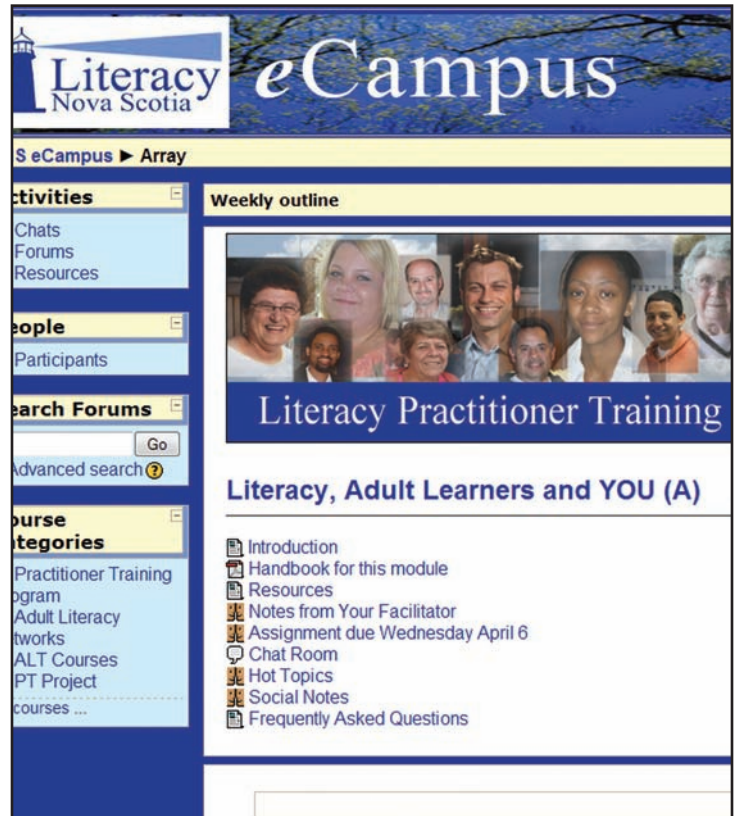 Literacy
Nova Scotia
eCampus
S eCampus ► Array
ctivities
Chats
Forums
Resources
eople
Participants
earch Forums
Go
Advanced search
ourse
ategories
Practitioner Training
ogram
Adult Literacy
tworks
ALT Courses
PT Project
courses ...
Weekly outline
Literacy Practitioner Training
Literacy, Adult Learners and YOU (A)
Introduction
Handbook for this module
Resources
Notes from Your Facilitator
Assignment due Wednesday April 6
Chat Room
Hot Topics
Social Notes
Frequently Asked Questions